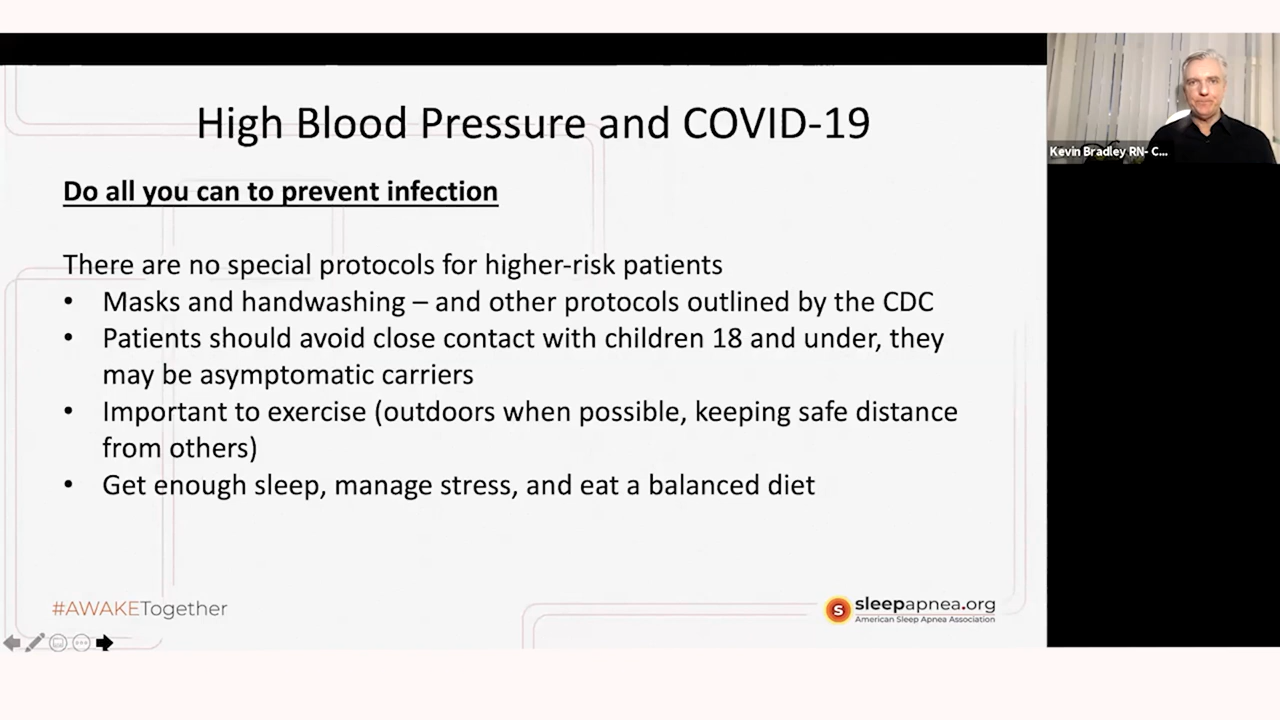 High Blood Pressure and COVID-19
Kevin Bradley RN- C...
Do all you can to prevent infection
There are no special protocols for higher-risk patients
• Masks and handwashing – and other protocols outlined by the CDC
• Patients should avoid close contact with children 18 and under, they
may be asymptomatic carriers
• Important to exercise (outdoors when possible, keeping safe distance
from others)
• Get enough sleep, manage stress, and eat a balanced diet
#AWAKETogether
s sleepapnea.org
American Sleep Apnea Association